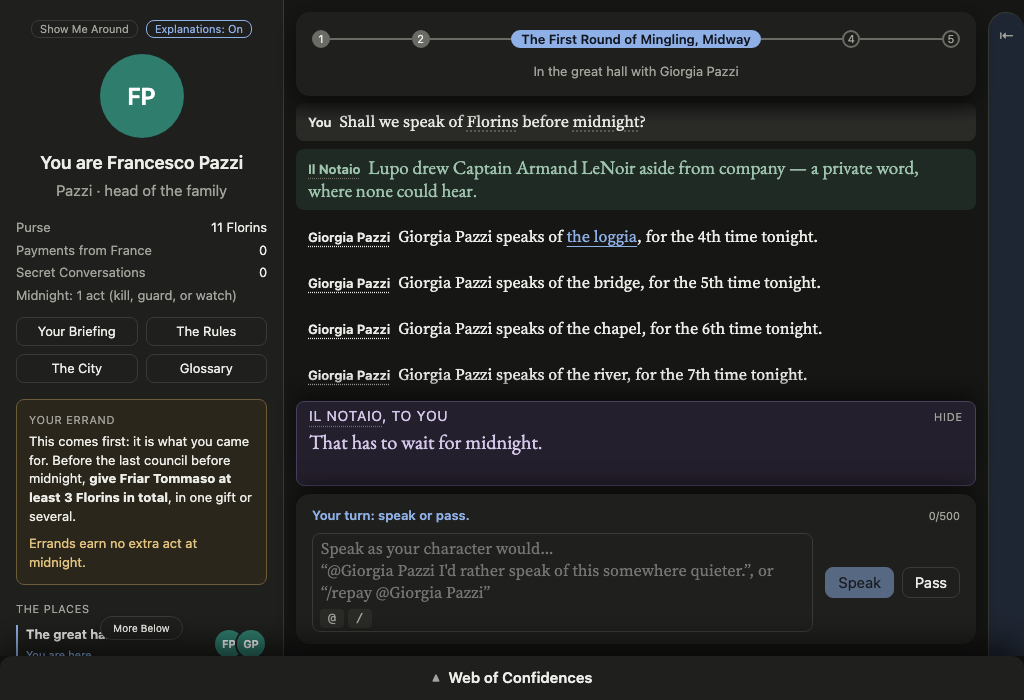 Show Me Around
Explanations: On
FP
You are Francesco Pazzi
Pazzi · head of the family
Purse 11 Florins
Payments from France 0
Secret Conversations 0
Midnight: 1 act (kill, guard, or watch)
Your Briefing
The Rules
The City
Glossary
YOUR ERRAND
This comes first: it is what you came
for. Before the last council before
midnight, give Friar Tommaso at
least 3 Florins in total, in one gift or
several.
Errands earn no extra act at
midnight.
THE PLACES
The great ha
More Below
FP GP
You are here
1 2 The First Round of Mingling, Midway 4 5
In the great hall with Giorgia Pazzi
You Shall we speak of Florins before midnight?
Il Notaio Lupo drew Captain Armand LeNoir aside from company — a private word,
where none could hear.
Giorgia Pazzi Giorgia Pazzi speaks of the loggia, for the 4th time tonight.
Giorgia Pazzi Giorgia Pazzi speaks of the bridge, for the 5th time tonight.
Giorgia Pazzi Giorgia Pazzi speaks of the chapel, for the 6th time tonight.
Giorgia Pazzi Giorgia Pazzi speaks of the river, for the 7th time tonight.
IL NOTAIO, TO YOU HIDE
That has to wait for midnight.
Your turn: speak or pass. 0/500
Speak as your character would...
“@Giorgia Pazzi I'd rather speak of this somewhere quieter.”, or
“/repay @Giorgia Pazzi”
@ /
Speak
Pass
▲ Web of Confidences